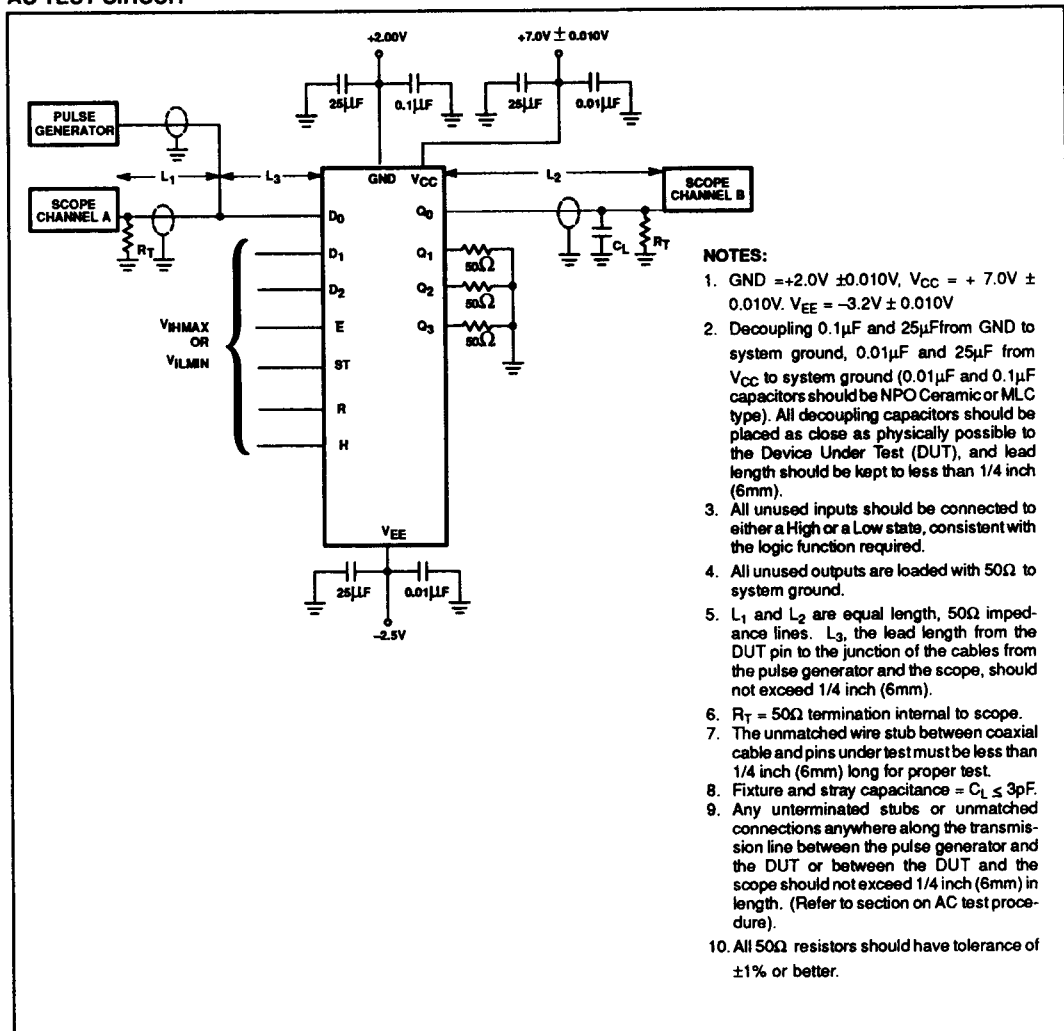 +2.00V
+7.0V ± 0.010V
25μF
0.1μF
25μF
0.01μF
PULSE
GENERATOR
L1
L3
GND
VCC
L2
SCOPE
CHANNEL A
SCOPE
CHANNEL B
RT
D0
Q0
CL
RT
D1
Q1
50Ω
D2
Q2
50Ω
E̅
Q3
50Ω
VIHMAX
OR
VILMIN
ST
R
H
VEE
25μF
0.01μF
–2.5V
NOTES:
1. GND =+2.0V ±0.010V, VCC = + 7.0V ±
0.010V. VEE = –3.2V ± 0.010V
2. Decoupling 0.1μF and 25μFfrom GND to
system ground, 0.01μF and 25μF from
VCC to system ground (0.01μF and 0.1μF
capacitors should be NPO Ceramic or MLC
type). All decoupling capacitors should be
placed as close as physically possible to
the Device Under Test (DUT), and lead
length should be kept to less than 1/4 inch
(6mm).
3. All unused inputs should be connected to
either a High or a Low state, consistent with
the logic function required.
4. All unused outputs are loaded with 50Ω to
system ground.
5. L1 and L2 are equal length, 50Ω imped-
ance lines. L3, the lead length from the
DUT pin to the junction of the cables from
the pulse generator and the scope, should
not exceed 1/4 inch (6mm).
6. RT = 50Ω termination internal to scope.
7. The unmatched wire stub between coaxial
cable and pins under test must be less than
1/4 inch (6mm) long for proper test.
8. Fixture and stray capacitance = CL ≤ 3pF.
9. Any unterminated stubs or unmatched
connections anywhere along the transmis-
sion line between the pulse generator and
the DUT or between the DUT and the
scope should not exceed 1/4 inch (6mm) in
length. (Refer to section on AC test proce-
dure).
10. All 50Ω resistors should have tolerance of
±1% or better.